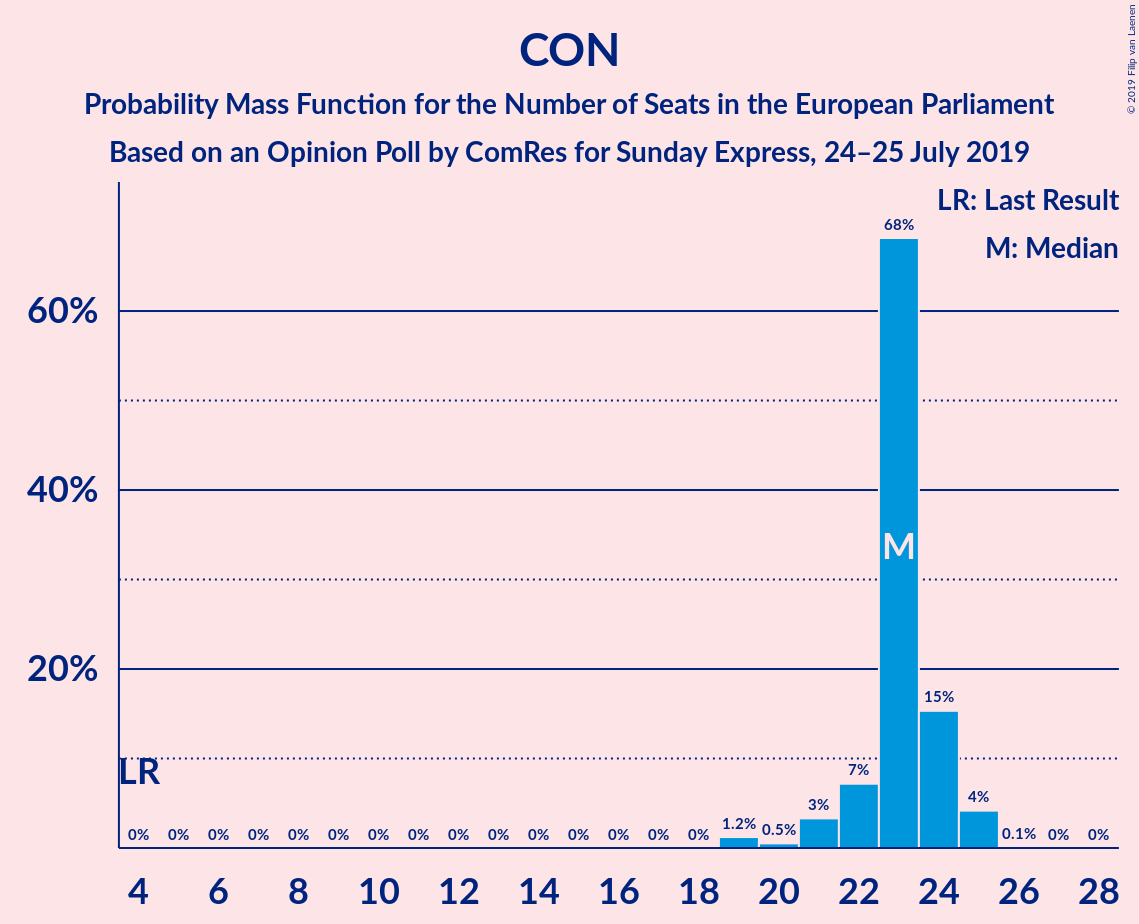 CON
Probability Mass Function for the Number of Seats in the European Parliament
Based on an Opinion Poll by ComRes for Sunday Express, 24–25 July 2019
© 2019 Filip van Laenen
LR: Last Result
M: Median
60%
40%
20%
68%
M
15%
LR
7%
3%
4%
0% 0% 0% 0% 0% 0% 0% 0% 0% 0% 0% 0% 0% 0% 0% 1.2% 0.5% 0.1% 0% 0%
4 6 8 10 12 14 16 18 20 22 24 26 28